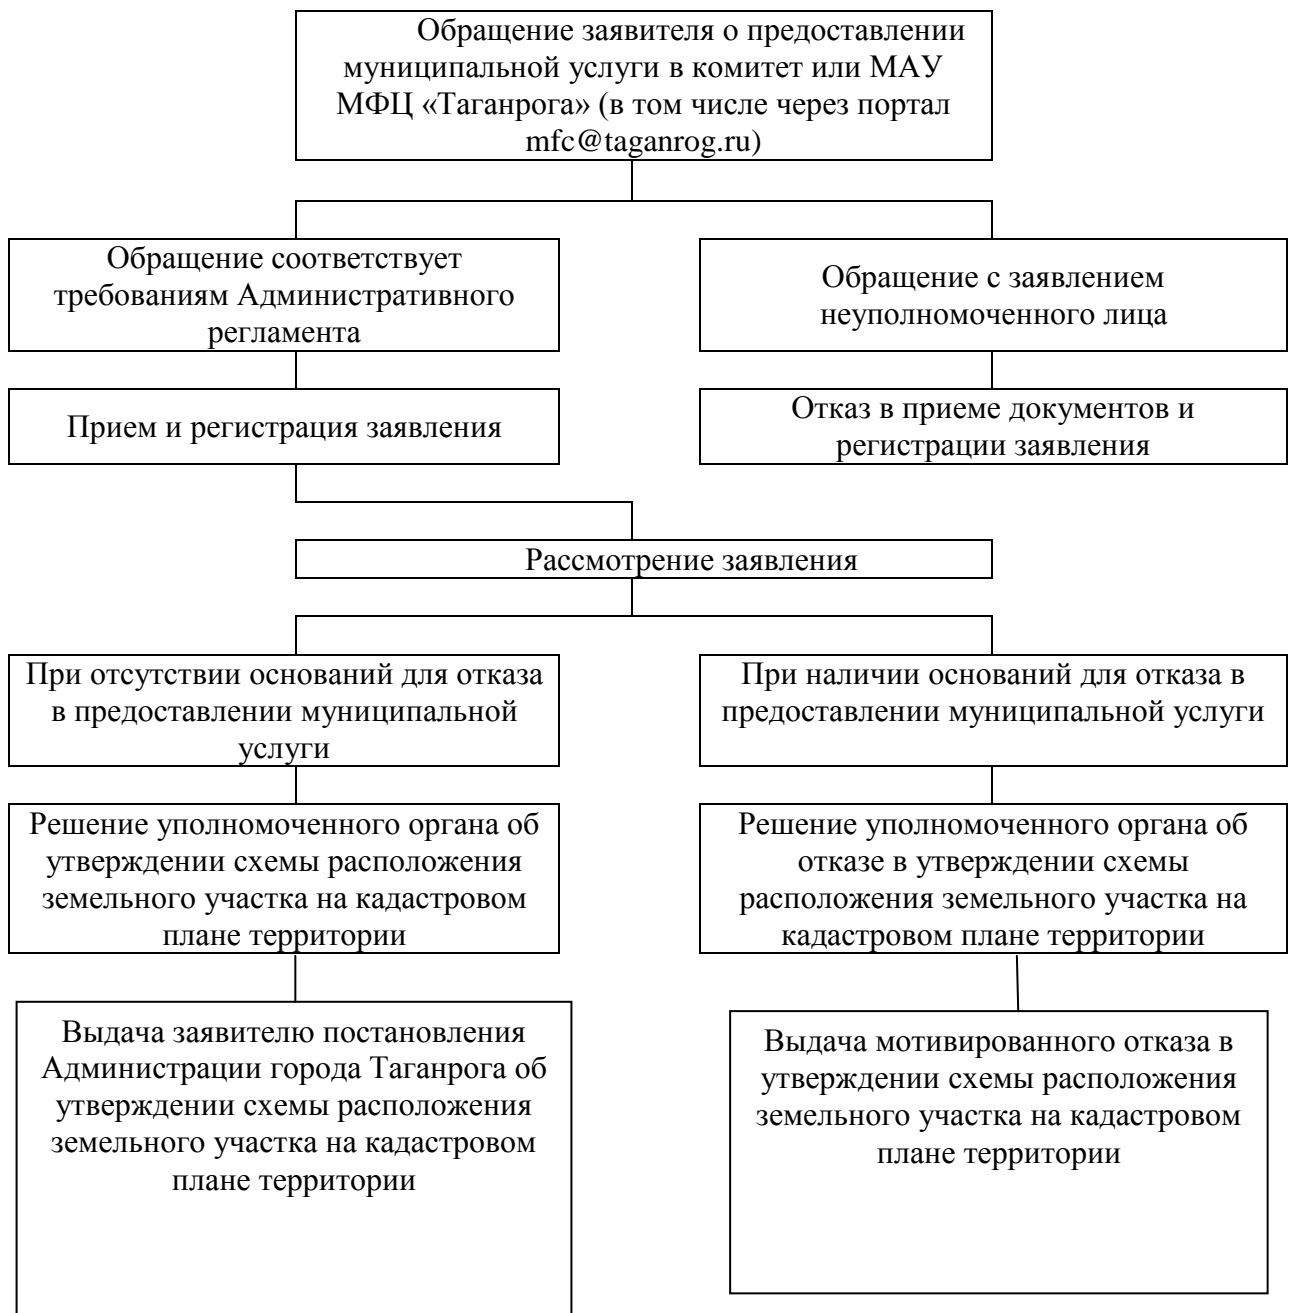 Обращение заявителя о предоставлении
муниципальной услуги в комитет или МАУ
МФЦ «Таганрога» (в том числе через портал
mfc@taganrog.ru)
Обращение соответствует
требованиям Административного
регламента
Обращение с заявлением
неуполномоченного лица
Прием и регистрация заявления
Отказ в приеме документов и
регистрации заявления
Рассмотрение заявления
При отсутствии оснований для отказа
в предоставлении муниципальной
услуги
При наличии оснований для отказа в
предоставлении муниципальной услуги
Решение уполномоченного органа об
утверждении схемы расположения
земельного участка на кадастровом
плане территории
Решение уполномоченного органа об
отказе в утверждении схемы
расположения земельного участка на
кадастровом плане территории
Выдача заявителю постановления
Администрации города Таганрога об
утверждении схемы расположения
земельного участка на кадастровом
плане территории
Выдача мотивированного отказа в
утверждении схемы расположения
земельного участка на кадастровом
плане территории